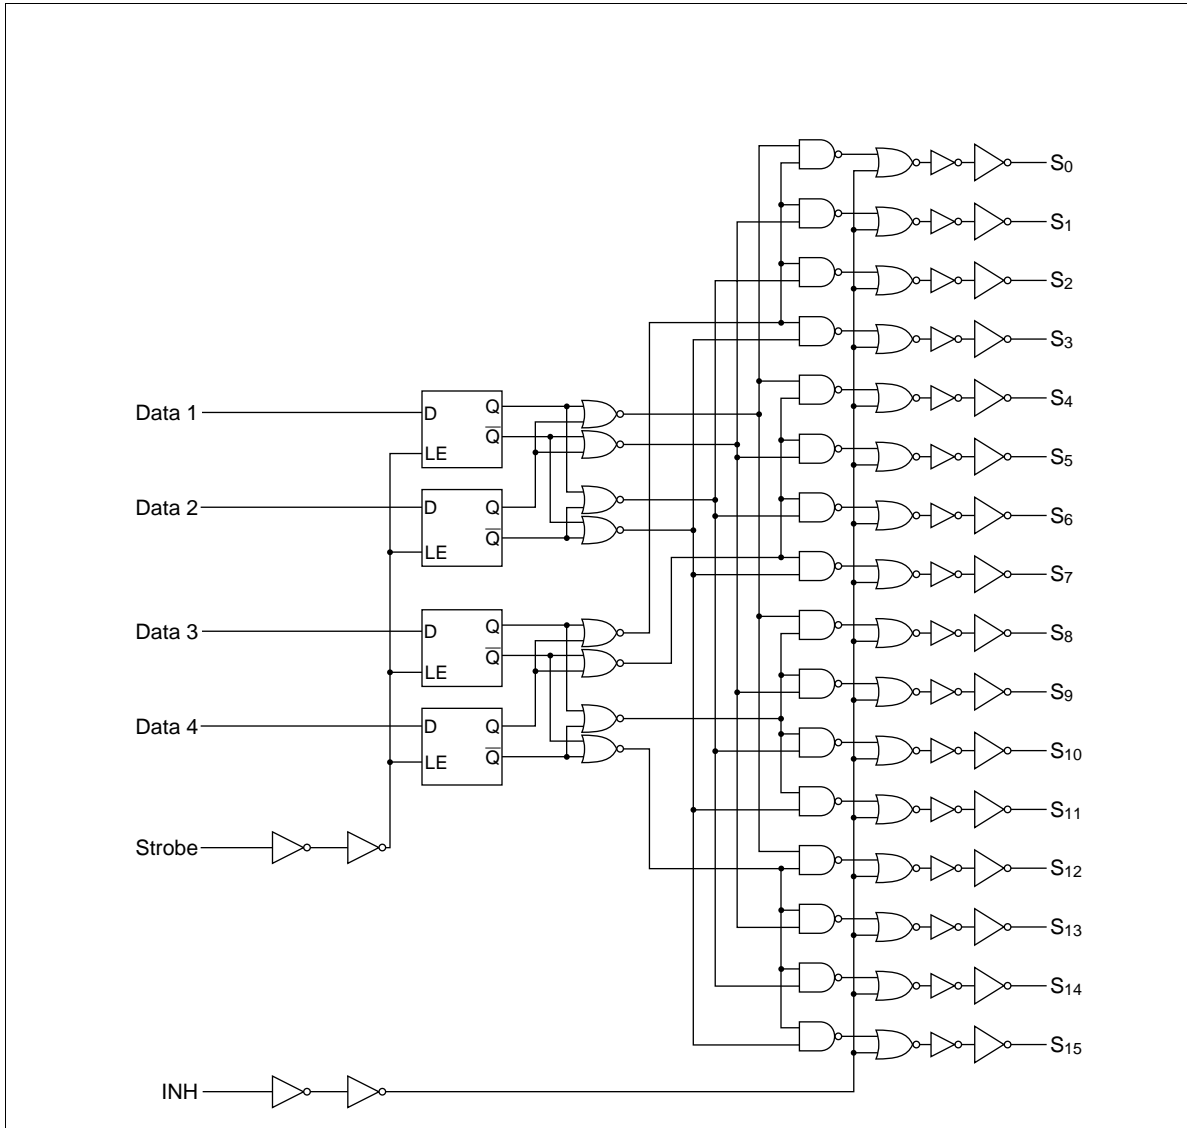 S0
S1
S2
S3
Data 1
D
Q
Q̅
LE
S4
S5
Data 2
D
Q
Q̅
LE
S6
S7
Data 3
D
Q
Q̅
LE
S8
S9
Data 4
D
Q
Q̅
LE
S10
S11
Strobe
S12
S13
S14
S15
INH